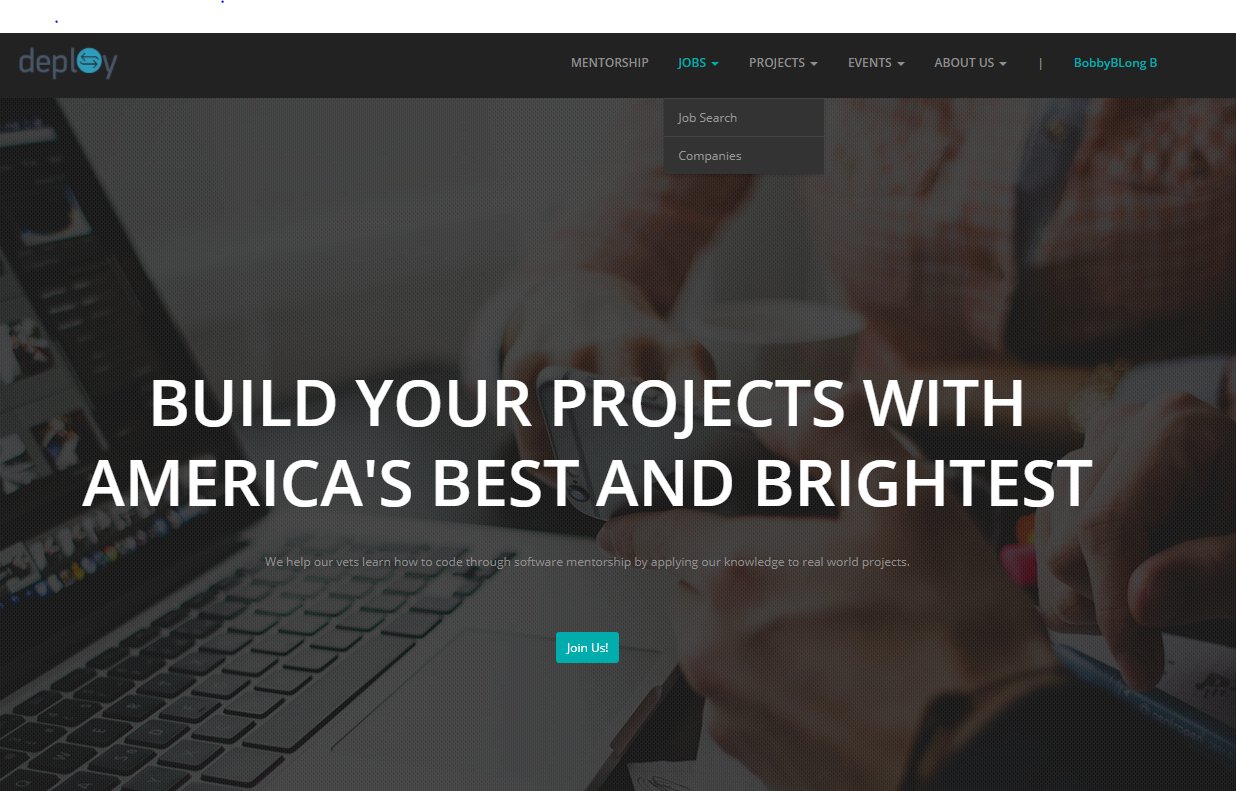 deploy
MENTORSHIP JOBS PROJECTS EVENTS ABOUT US | BobbyBLong B
Job Search
Companies
BUILD YOUR PROJECTS WITH
AMERICA'S BEST AND BRIGHTEST
We help our vets learn how to code through software mentorship by applying our knowledge to real world projects.
Join Us!